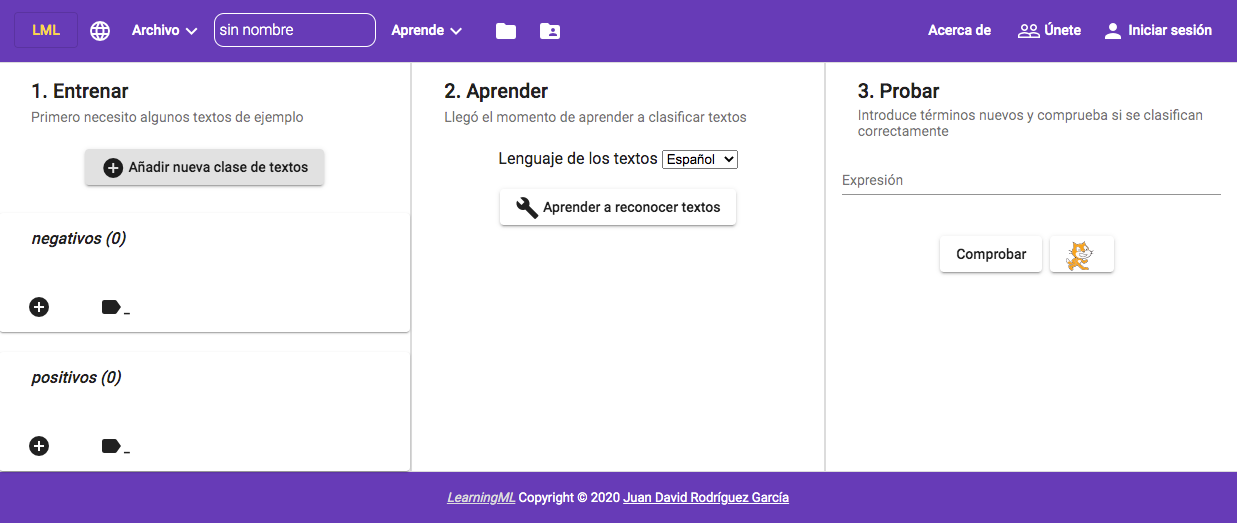 LML Archivo sin nombre Aprende Acerca de Únete Iniciar sesión
1. Entrenar
Primero necesito algunos textos de ejemplo
Añadir nueva clase de textos
negativos (0)
_
positivos (0)
_
2. Aprender
Llegó el momento de aprender a clasificar textos
Lenguaje de los textos Español
Aprender a reconocer textos
3. Probar
Introduce términos nuevos y comprueba si se clasifican
correctamente
Expresión
Comprobar
LearningML Copyright © 2020 Juan David Rodríguez García